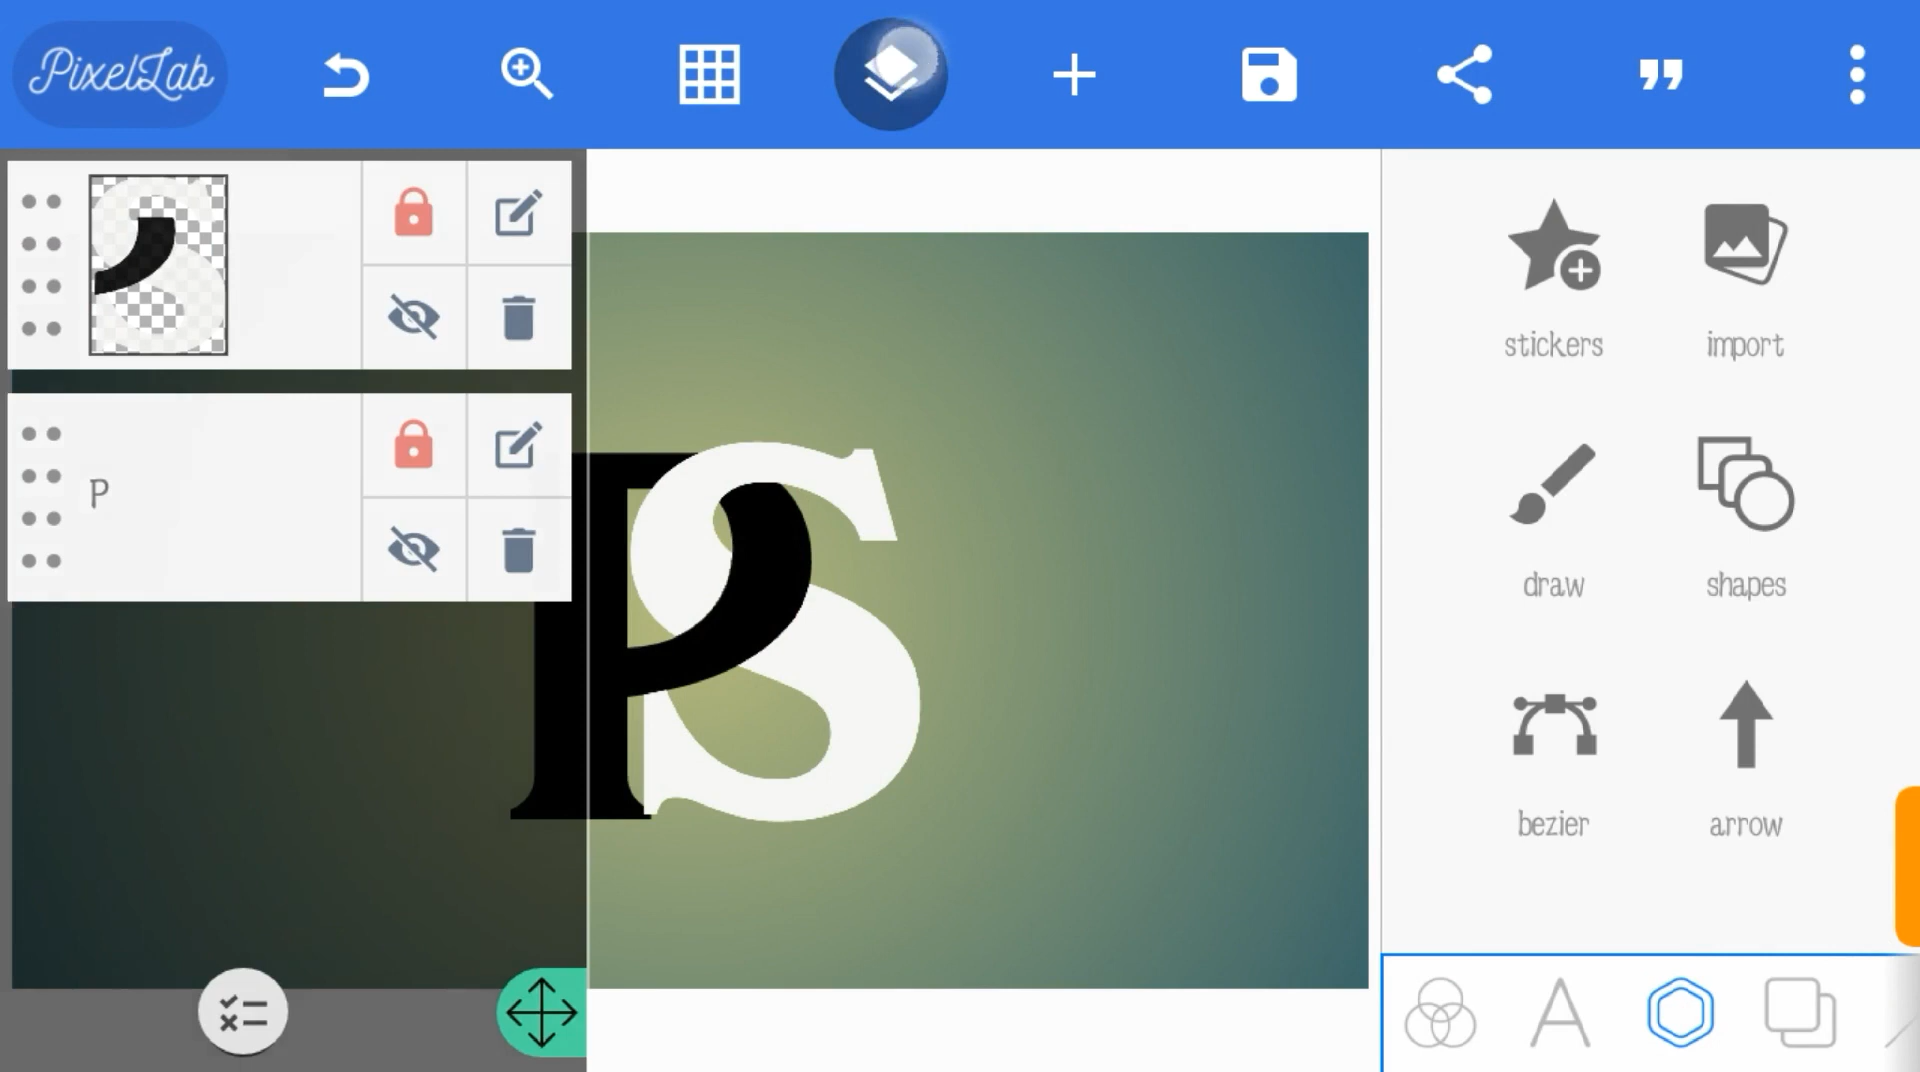 PixelLab
P
PS
stickers
import
draw
shapes
bezier
arrow